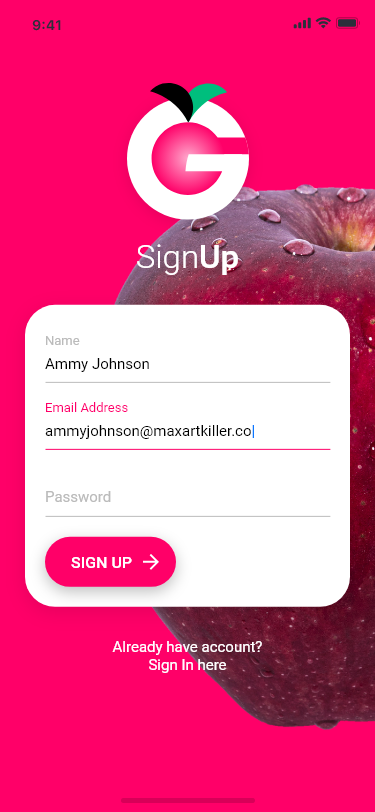 9:41
G
SignUp
Name
Ammy Johnson
Email Address
ammyjohnson@maxartkiller.co
Password
SIGN UP
Already have account?
Sign In here